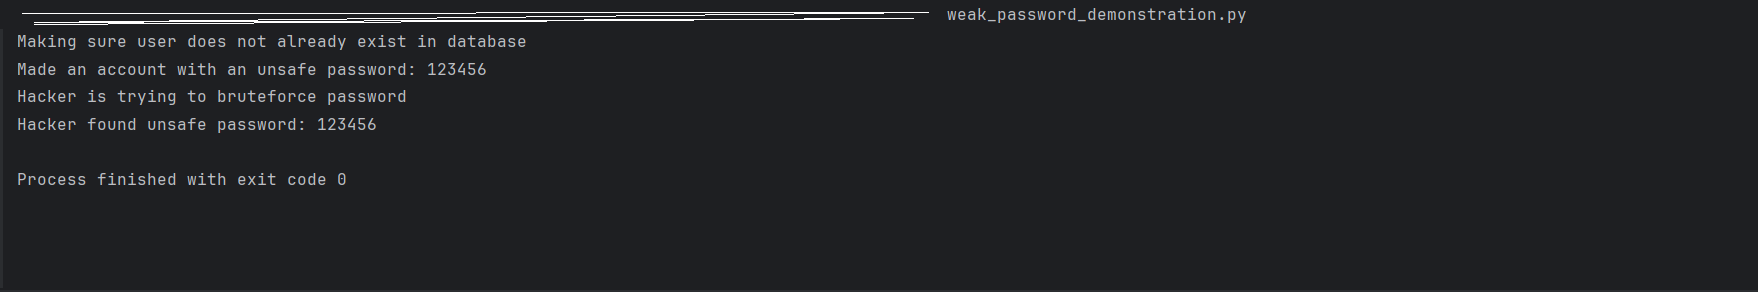 weak_password_demonstration.py
Making sure user does not already exist in database
Made an account with an unsafe password: 123456
Hacker is trying to bruteforce password
Hacker found unsafe password: 123456
Process finished with exit code 0